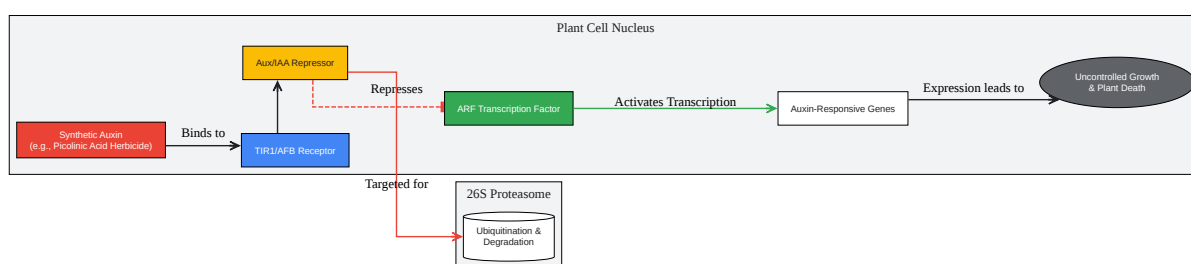 Plant Cell Nucleus
Aux/IAA Repressor
Represses
ARF Transcription Factor
Activates Transcription
Auxin-Responsive Genes
Expression leads to
Uncontrolled Growth
& Plant Death
Synthetic Auxin
(e.g., Picolinic Acid Herbicide)
Binds to
TIR1/AFB Receptor
Targeted for
26S Proteasome
Ubiquitination &
Degradation